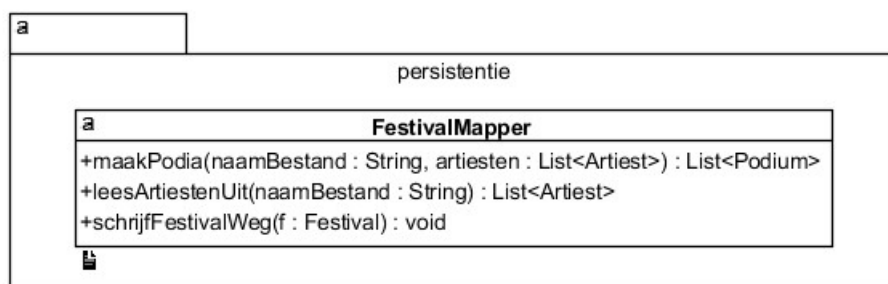 a
persistentie
a
FestivalMapper
+maakPodia(naamBestand : String, artiesten : List<Artiest>) : List<Podium>
+leesArtiestenUit(naamBestand : String) : List<Artiest>
+schrijfFestivalWeg(f : Festival) : void